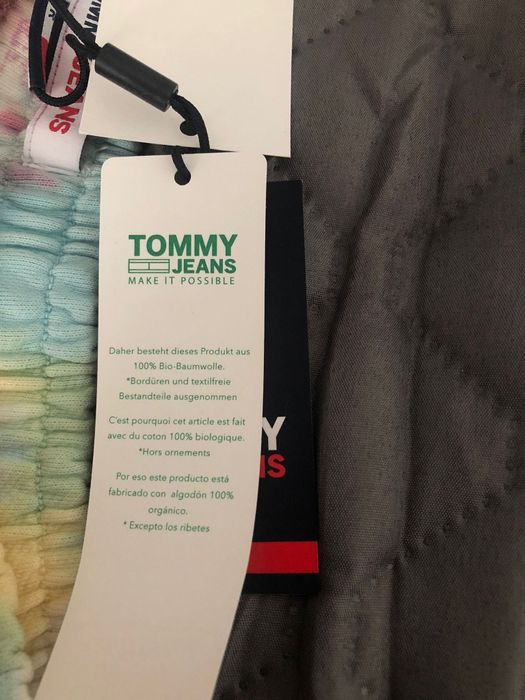 JEANS
TOMMY
JEANS
MAKE IT POSSIBLE
Daher besteht dieses Produkt aus
100% Bio-Baumwolle.
*Bordüren und textilfreie
Bestandteile ausgenommen
C'est pourquoi cet article est fait
avec du coton 100% biologique.
*Hors ornements
Por eso este producto está
fabricado con algodón 100%
orgánico.
* Excepto los ribetes
Y
NS